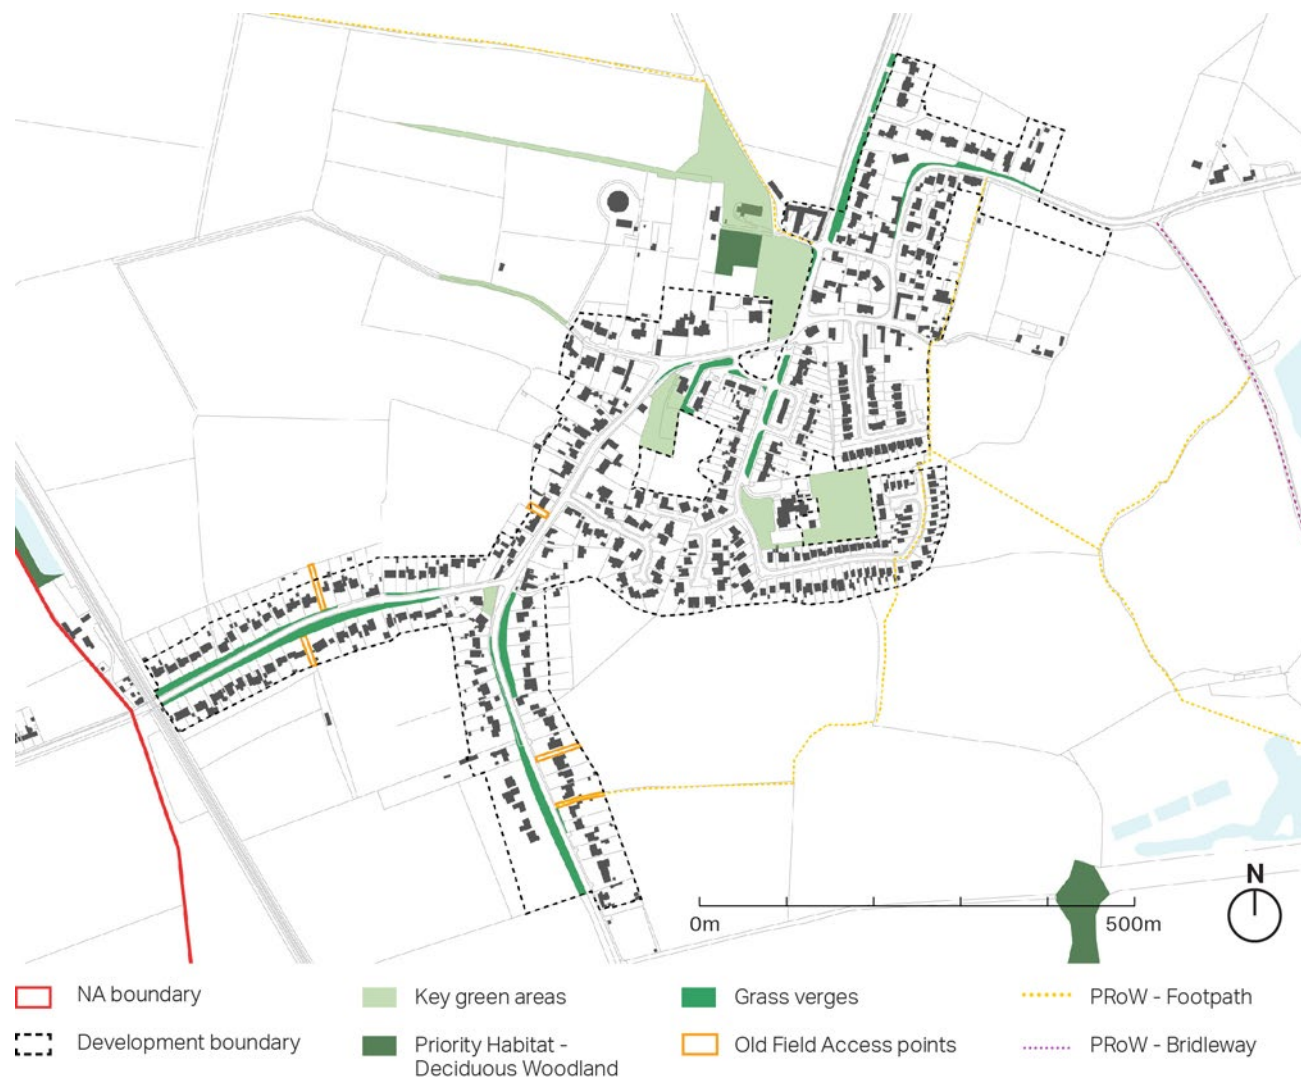 N
0m
500m
NA boundary
Key green areas
Grass verges
PRoW - Footpath
Development boundary
Priority Habitat -
Deciduous Woodland
Old Field Access points
PRoW - Bridleway